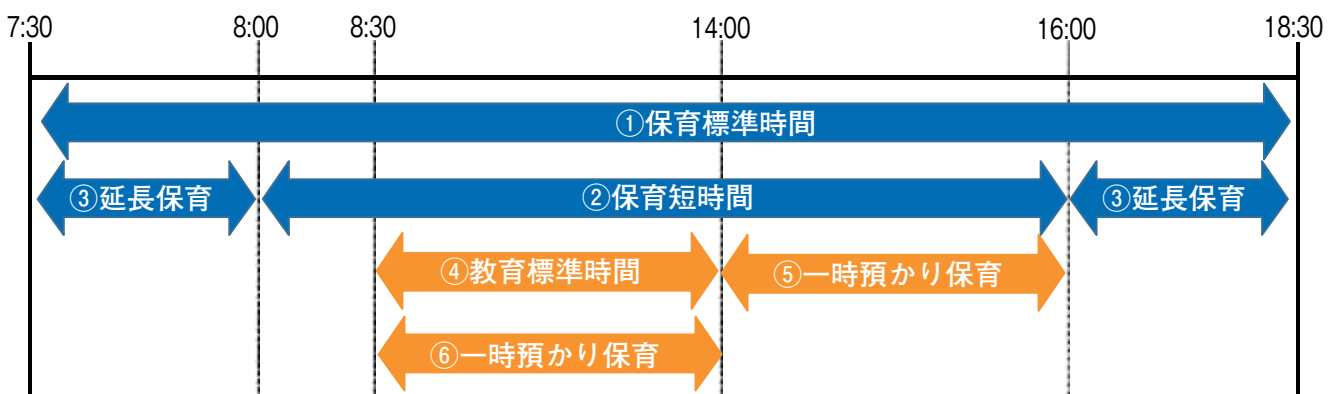 7:30 8:00 8:30 14:00 16:00 18:30
①保育標準時間
③延長保育 ②保育短時間 ③延長保育
④教育標準時間 ⑤一時預かり保育
⑥一時預かり保育